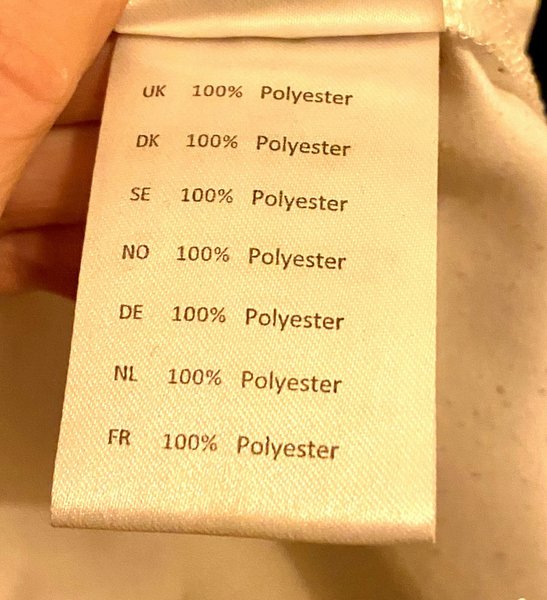 UK 100% Polyester
DK 100% Polyester
SE 100% Polyester
NO 100% Polyester
DE 100% Polyester
NL 100% Polyester
FR 100% Polyester